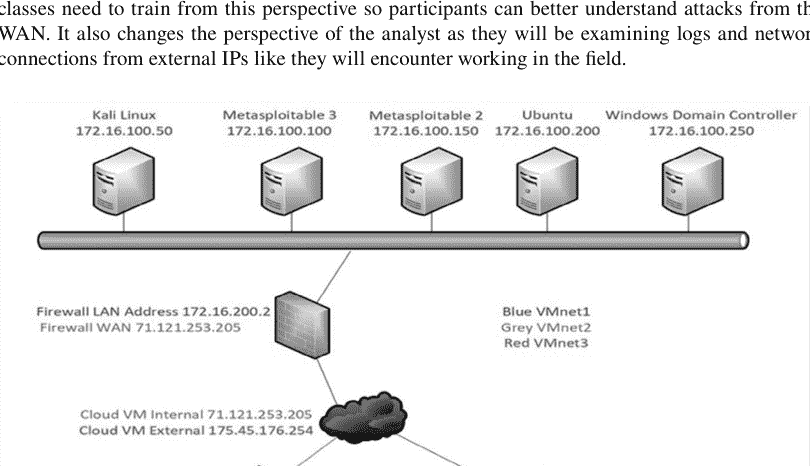 classes need to train from this perspective so participants can better understand attacks from th
WAN. It also changes the perspective of the analyst as they will be examining logs and networ
connections from external IPs like they will encounter working in the field.
Kali Linux
172.16.100.50
Metasploitable 3
172.16.100.100
Metasploitable 2
172.16.100.150
Ubuntu
172.16.100.200
Windows Domain Controller
172.16.100.250
Firewall LAN Address 172.16.200.2
Firewall WAN 71.121.253.205
Blue VMnet1
Grey VMnet2
Red VMnet3
Cloud VM Internal 71.121.253.205
Cloud VM External 175.45.176.254